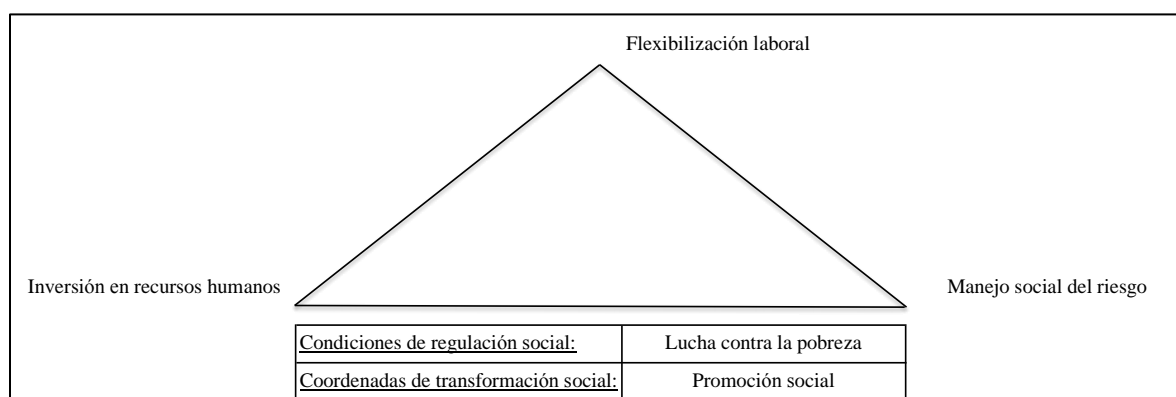 Flexibilización laboral
Inversión en recursos humanos
Manejo social del riesgo
Condiciones de regulación social: Lucha contra la pobreza
Coordenadas de transformación social: Promoción social